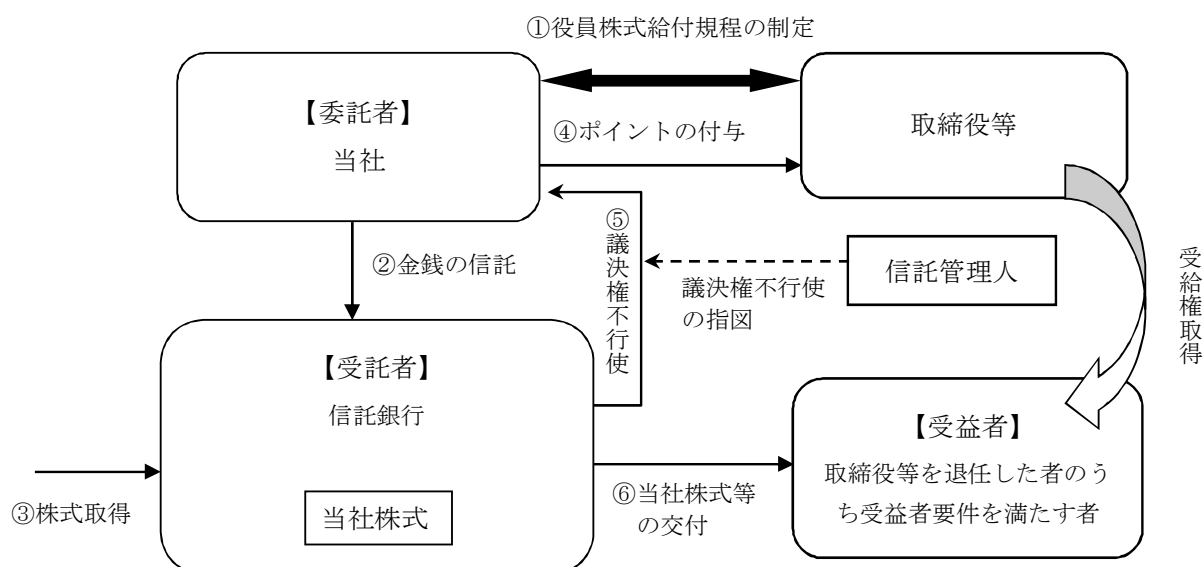 ①役員株式給付規程の制定
【委託者】
当社
取締役等
④ポイントの付与
②金銭の信託
⑤議決権不行使
議決権不行使
の指図
信託管理人
受給権取得
【受託者】
信託銀行
③株式取得
当社株式
⑥当社株式等
の交付
【受益者】
取締役等を退任した者のう
ち受益者要件を満たす者